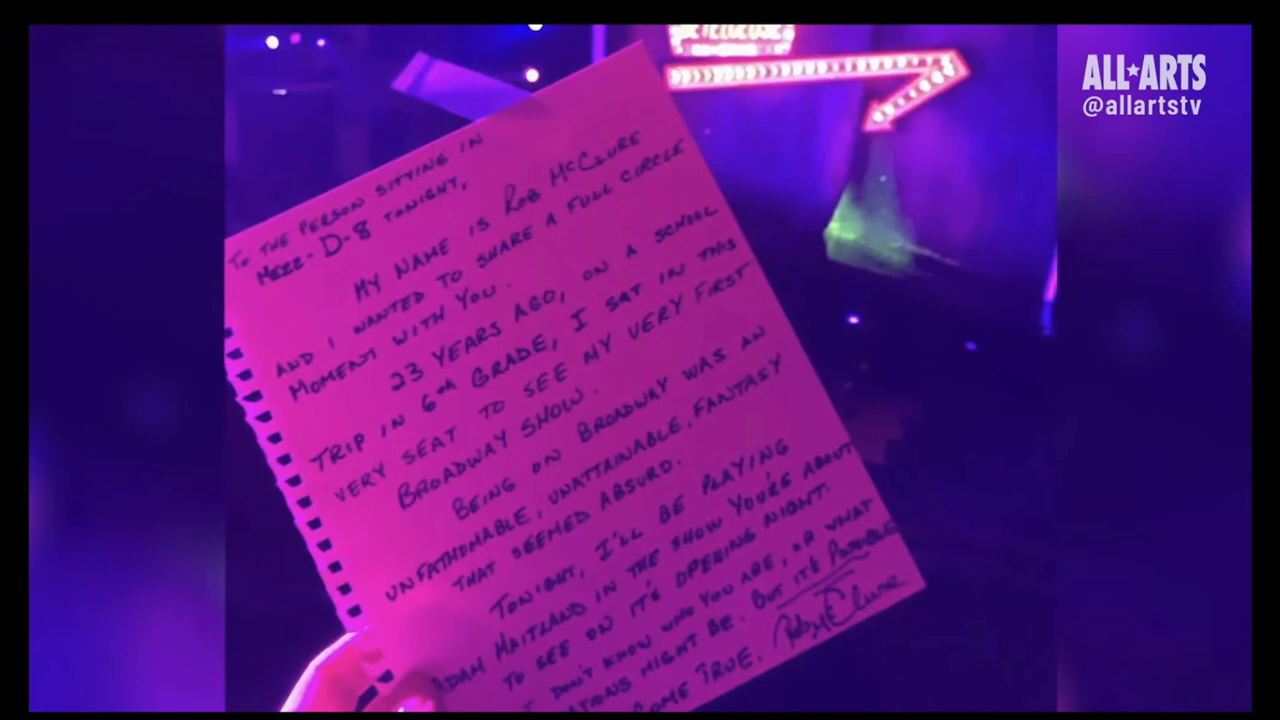 BETELGEUSE
ALL★ARTS
@allartstv
TO THE PERSON SITTING IN
MEZZ- D-8 TONIGHT,
MY NAME IS ROB MCCLURE
AND I WANTED TO SHARE A FULL CIRCLE
MOMENT WITH YOU.
23 YEARS AGO, ON A SCHOOL
TRIP IN 6TH GRADE, I SAT IN THIS
VERY SEAT TO SEE MY VERY FIRST
BROADWAY SHOW.
BEING ON BROADWAY WAS AN
UNFATHOMABLE, UNATTAINABLE, FANTASY
THAT SEEMED ABSURD.
TONIGHT, I'LL BE PLAYING
ADAM MAITLAND IN THE SHOW YOU'RE ABOUT
TO SEE ON IT'S OPENING NIGHT.
I DON'T KNOW WHO YOU ARE, OR WHAT
ATIONS MIGHT BE. BUT IT'S POSSIBLE
COME TRUE. Rob McClure